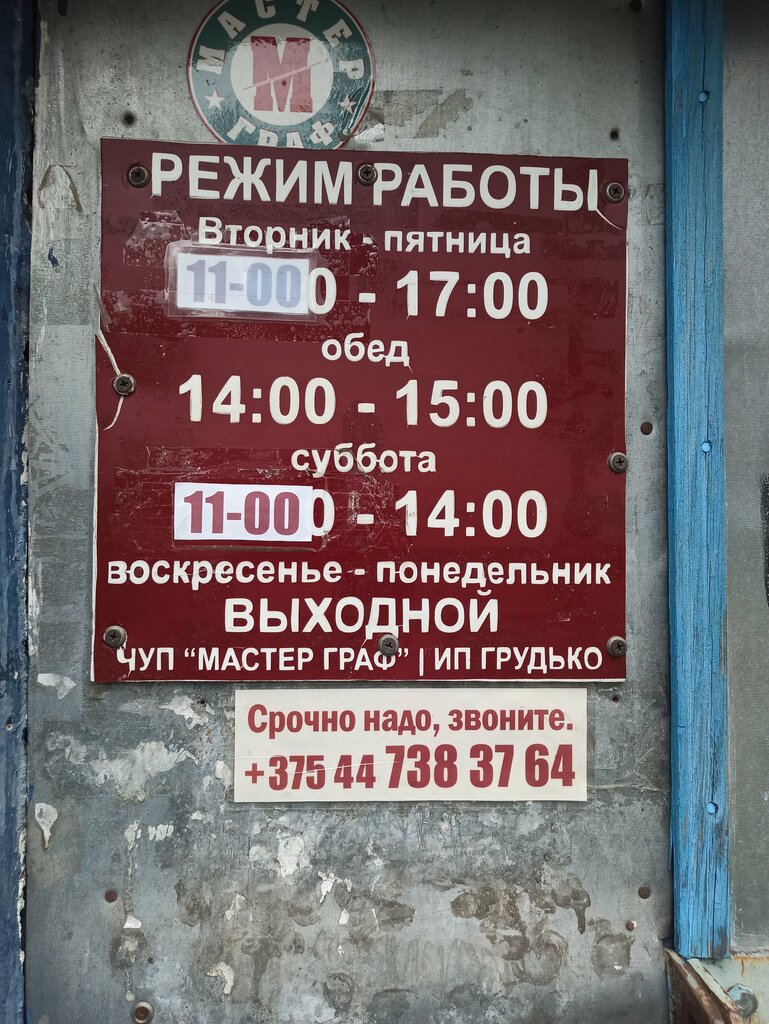 МАСТЕР
М
ГРАФ
РЕЖИМ РАБОТЫ
Вторник - пятница
11-000 - 17:00
обед
14:00 - 15:00
суббота
11-000 - 14:00
воскресенье - понедельник
ВЫХОДНОЙ
ЧУП “МАСТЕР ГРАФ” | ИП ГРУДЬКО
Срочно надо, звоните.
+375 44 738 37 64